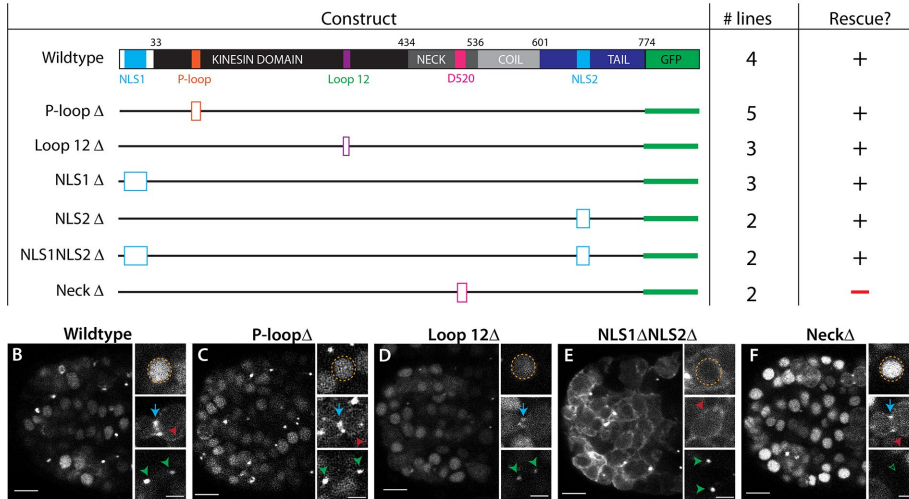 Construct # lines Rescue?
33 434 536 601 774
Wildtype KINESIN DOMAIN NECK COIL TAIL GFP 4 +
NLS1 P-loop Loop 12 D520 NLS2
P-loop Δ 5 +
Loop 12 Δ 3 +
NLS1 Δ 3 +
NLS2 Δ 2 +
NLS1NLS2 Δ 2 +
Neck Δ 2 −
Wildtype P-loopΔ Loop 12Δ NLS1ΔNLS2Δ NeckΔ
B C D E F